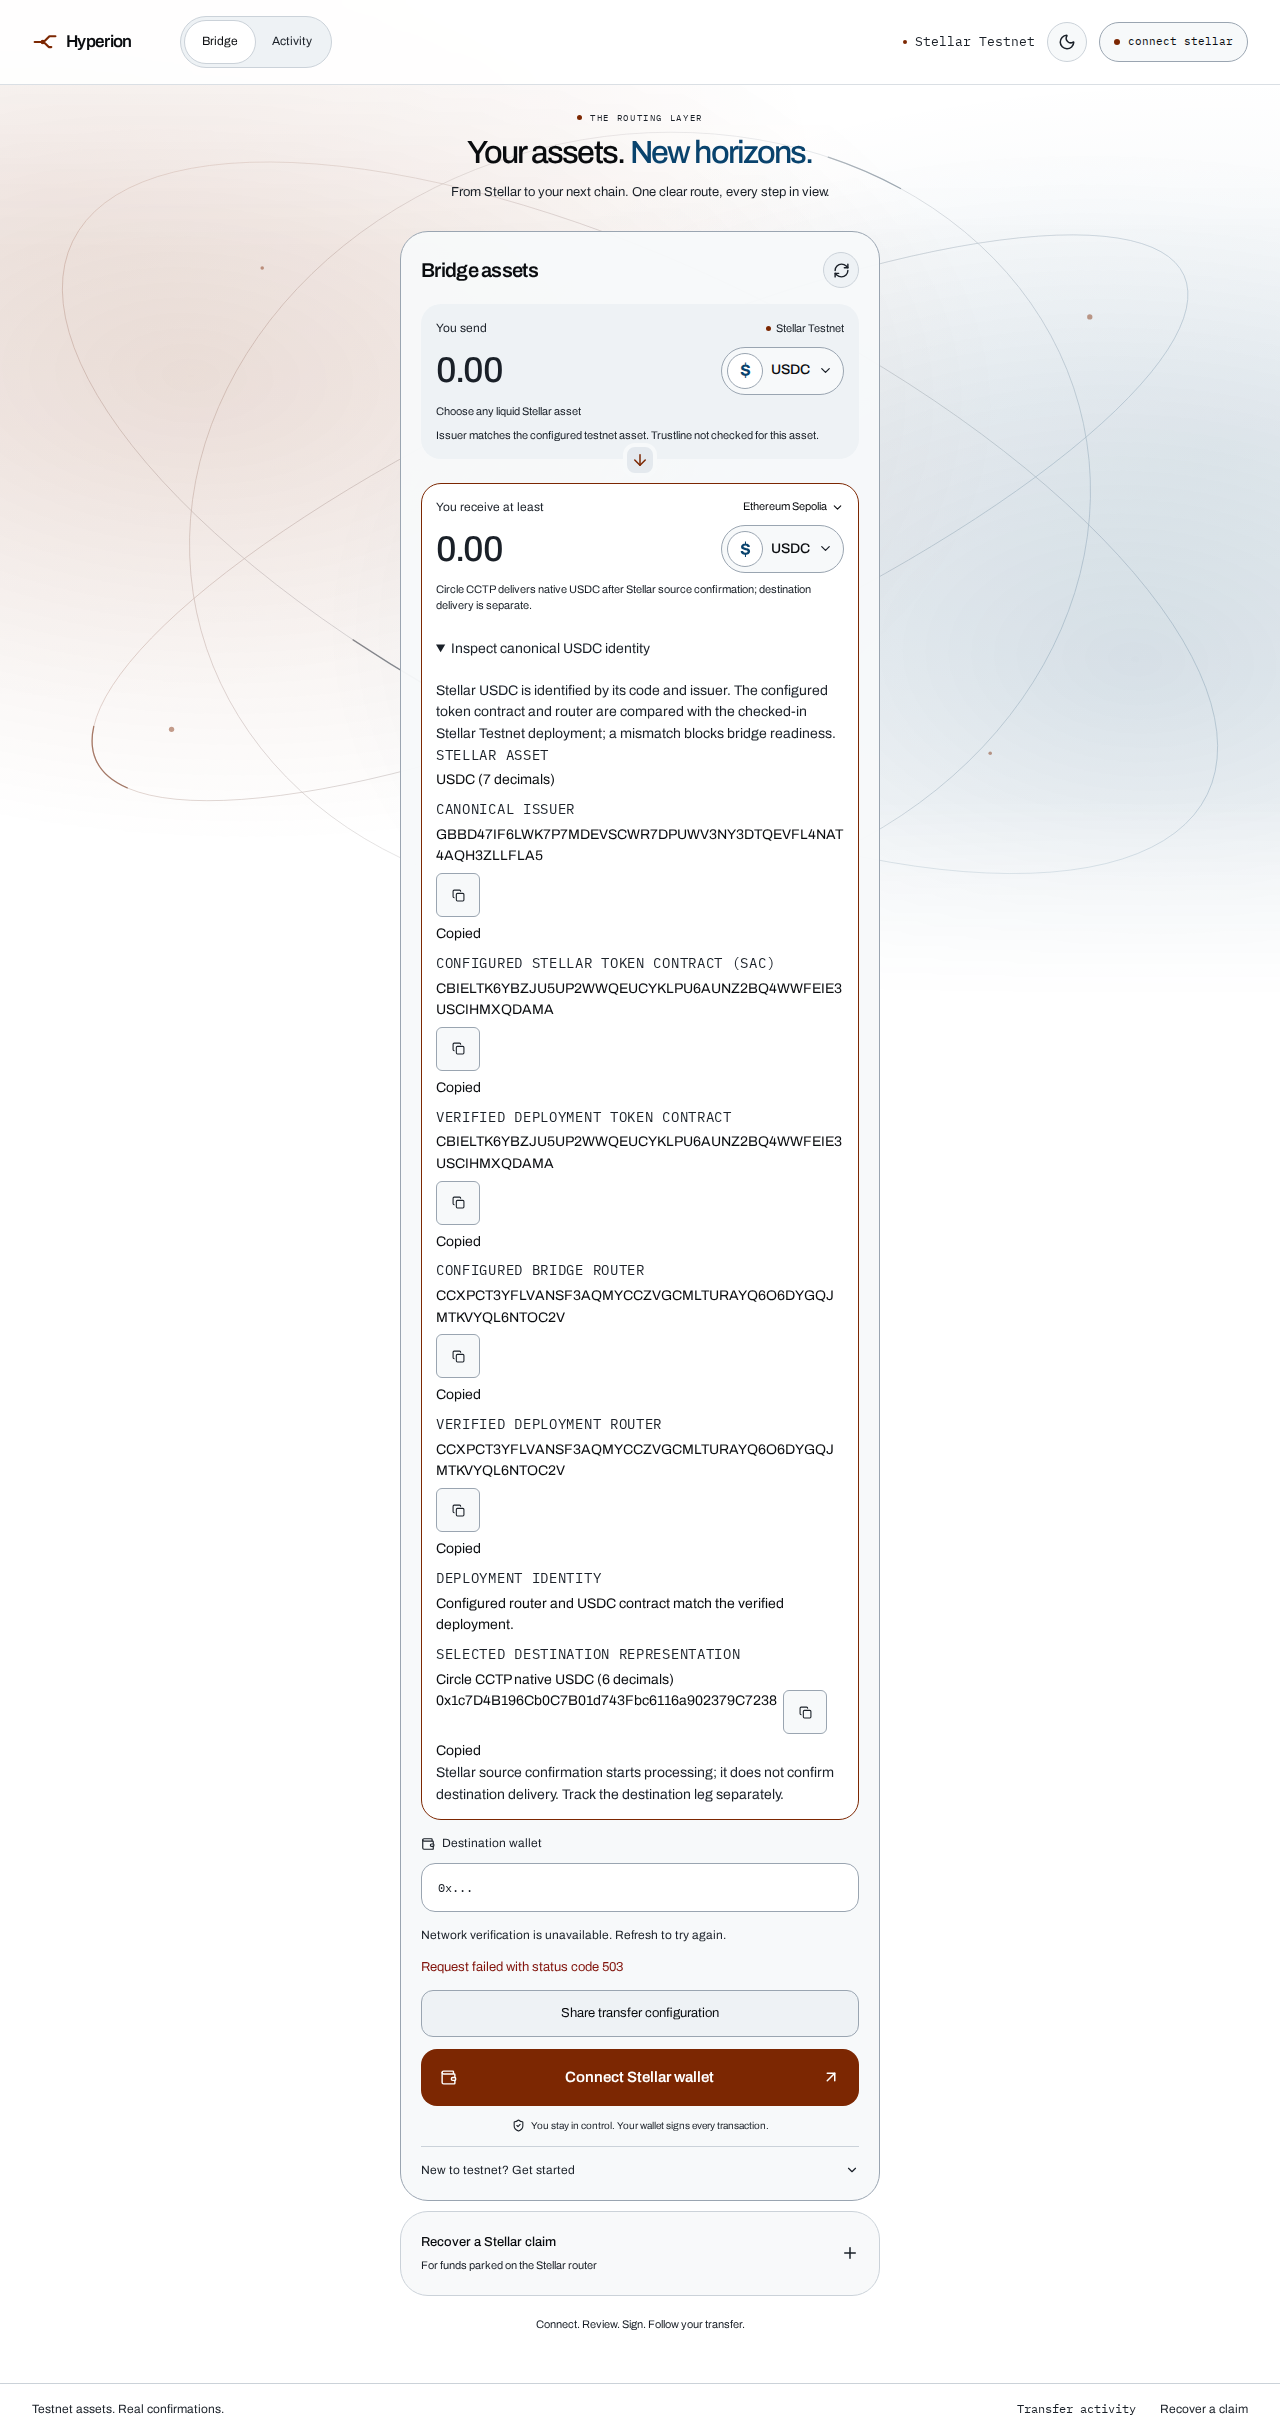 Hyperion
Bridge
Activity
Stellar Testnet
connect stellar
THE ROUTING LAYER
Your assets. New horizons.
From Stellar to your next chain. One clear route, every step in view.
Bridge assets
You send
Stellar Testnet
0.00
$ USDC
Choose any liquid Stellar asset
Issuer matches the configured testnet asset. Trustline not checked for this asset.
You receive at least
Ethereum Sepolia
0.00
$ USDC
Circle CCTP delivers native USDC after Stellar source confirmation; destination
delivery is separate.
Inspect canonical USDC identity
Stellar USDC is identified by its code and issuer. The configured
token contract and router are compared with the checked-in
Stellar Testnet deployment; a mismatch blocks bridge readiness.
STELLAR ASSET
USDC (7 decimals)
CANONICAL ISSUER
GBBD47IF6LWK7P7MDEVSCWR7DPUWV3NY3DTQEVFL4NAT
4AQH3ZLLFLA5
Copied
CONFIGURED STELLAR TOKEN CONTRACT (SAC)
CBIELTK6YBZJU5UP2WWQEUCYKLPU6AUNZ2BQ4WWFEIE3
USCIHMXQDAMA
Copied
VERIFIED DEPLOYMENT TOKEN CONTRACT
CBIELTK6YBZJU5UP2WWQEUCYKLPU6AUNZ2BQ4WWFEIE3
USCIHMXQDAMA
Copied
CONFIGURED BRIDGE ROUTER
CCXPCT3YFLVANSF3AQMYCCZVGCMLTURAYQ6O6DYGQJ
MTKVYQL6NTOC2V
Copied
VERIFIED DEPLOYMENT ROUTER
CCXPCT3YFLVANSF3AQMYCCZVGCMLTURAYQ6O6DYGQJ
MTKVYQL6NTOC2V
Copied
DEPLOYMENT IDENTITY
Configured router and USDC contract match the verified
deployment.
SELECTED DESTINATION REPRESENTATION
Circle CCTP native USDC (6 decimals)
0x1c7D4B196Cb0C7B01d743Fbc6116a902379C7238
Copied
Stellar source confirmation starts processing; it does not confirm
destination delivery. Track the destination leg separately.
Destination wallet
0x...
Network verification is unavailable. Refresh to try again.
Request failed with status code 503
Share transfer configuration
Connect Stellar wallet
You stay in control. Your wallet signs every transaction.
New to testnet? Get started
Recover a Stellar claim
For funds parked on the Stellar router
Connect. Review. Sign. Follow your transfer.
Testnet assets. Real confirmations.
Transfer activity
Recover a claim